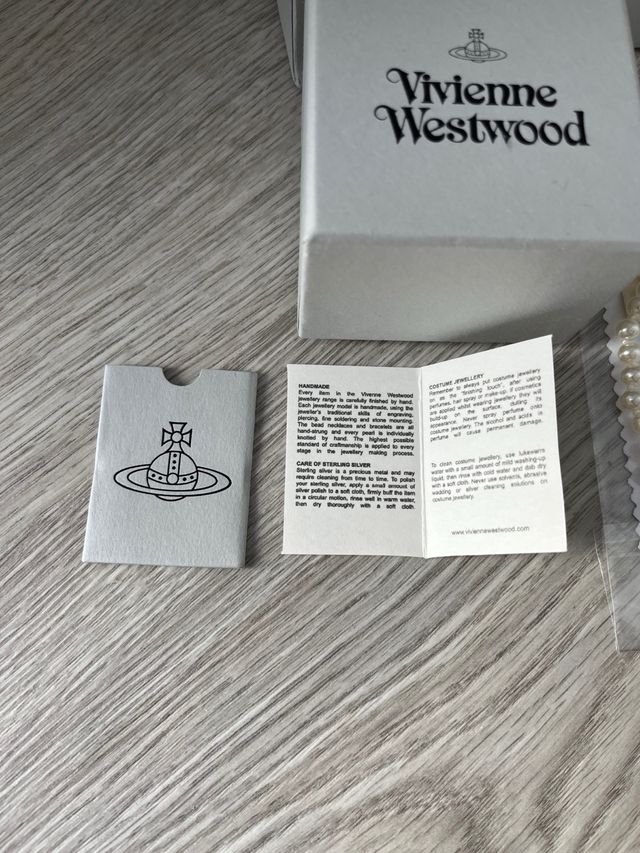 Vivienne
Westwood
HANDMADE
Every item in the Vivienne Westwood
jewellery range is carefully finished by hand.
Each jewellery model is handmade, using the
jeweller's traditional skills of engraving,
piercing, fine soldering and stone mounting.
The bead necklaces and bracelets are all
hand-strung and every pearl is individually
knotted by hand. The highest possible
standard of craftsmanship is applied to every
stage in the jewellery making process.
CARE OF STERLING SILVER
Sterling silver is a precious metal and may
require cleaning from time to time. To polish
your sterling silver, apply a small amount of
silver polish to a soft cloth, firmly buff the item
in a circular motion, rinse well in warm water,
then dry thoroughly with a soft cloth.
COSTUME JEWELLERY
Remember to always put costume jewellery
on as the "finishing touch", after using
perfumes, hair spray or make-up. If cosmetics
are applied whilst wearing jewellery they will
build-up on the surface, dulling its
appearance. Never spray perfume onto
costume jewellery. The alcohol and acids in
perfume will cause permanent damage.
To clean costume jewellery, use lukewarm
water with a small amount of mild washing-up
liquid, then rinse with cold water and dab dry
with a soft cloth. Never use solvents, abrasive
wadding or silver cleaning solutions on
costume jewellery.
www.viviennewestwood.com